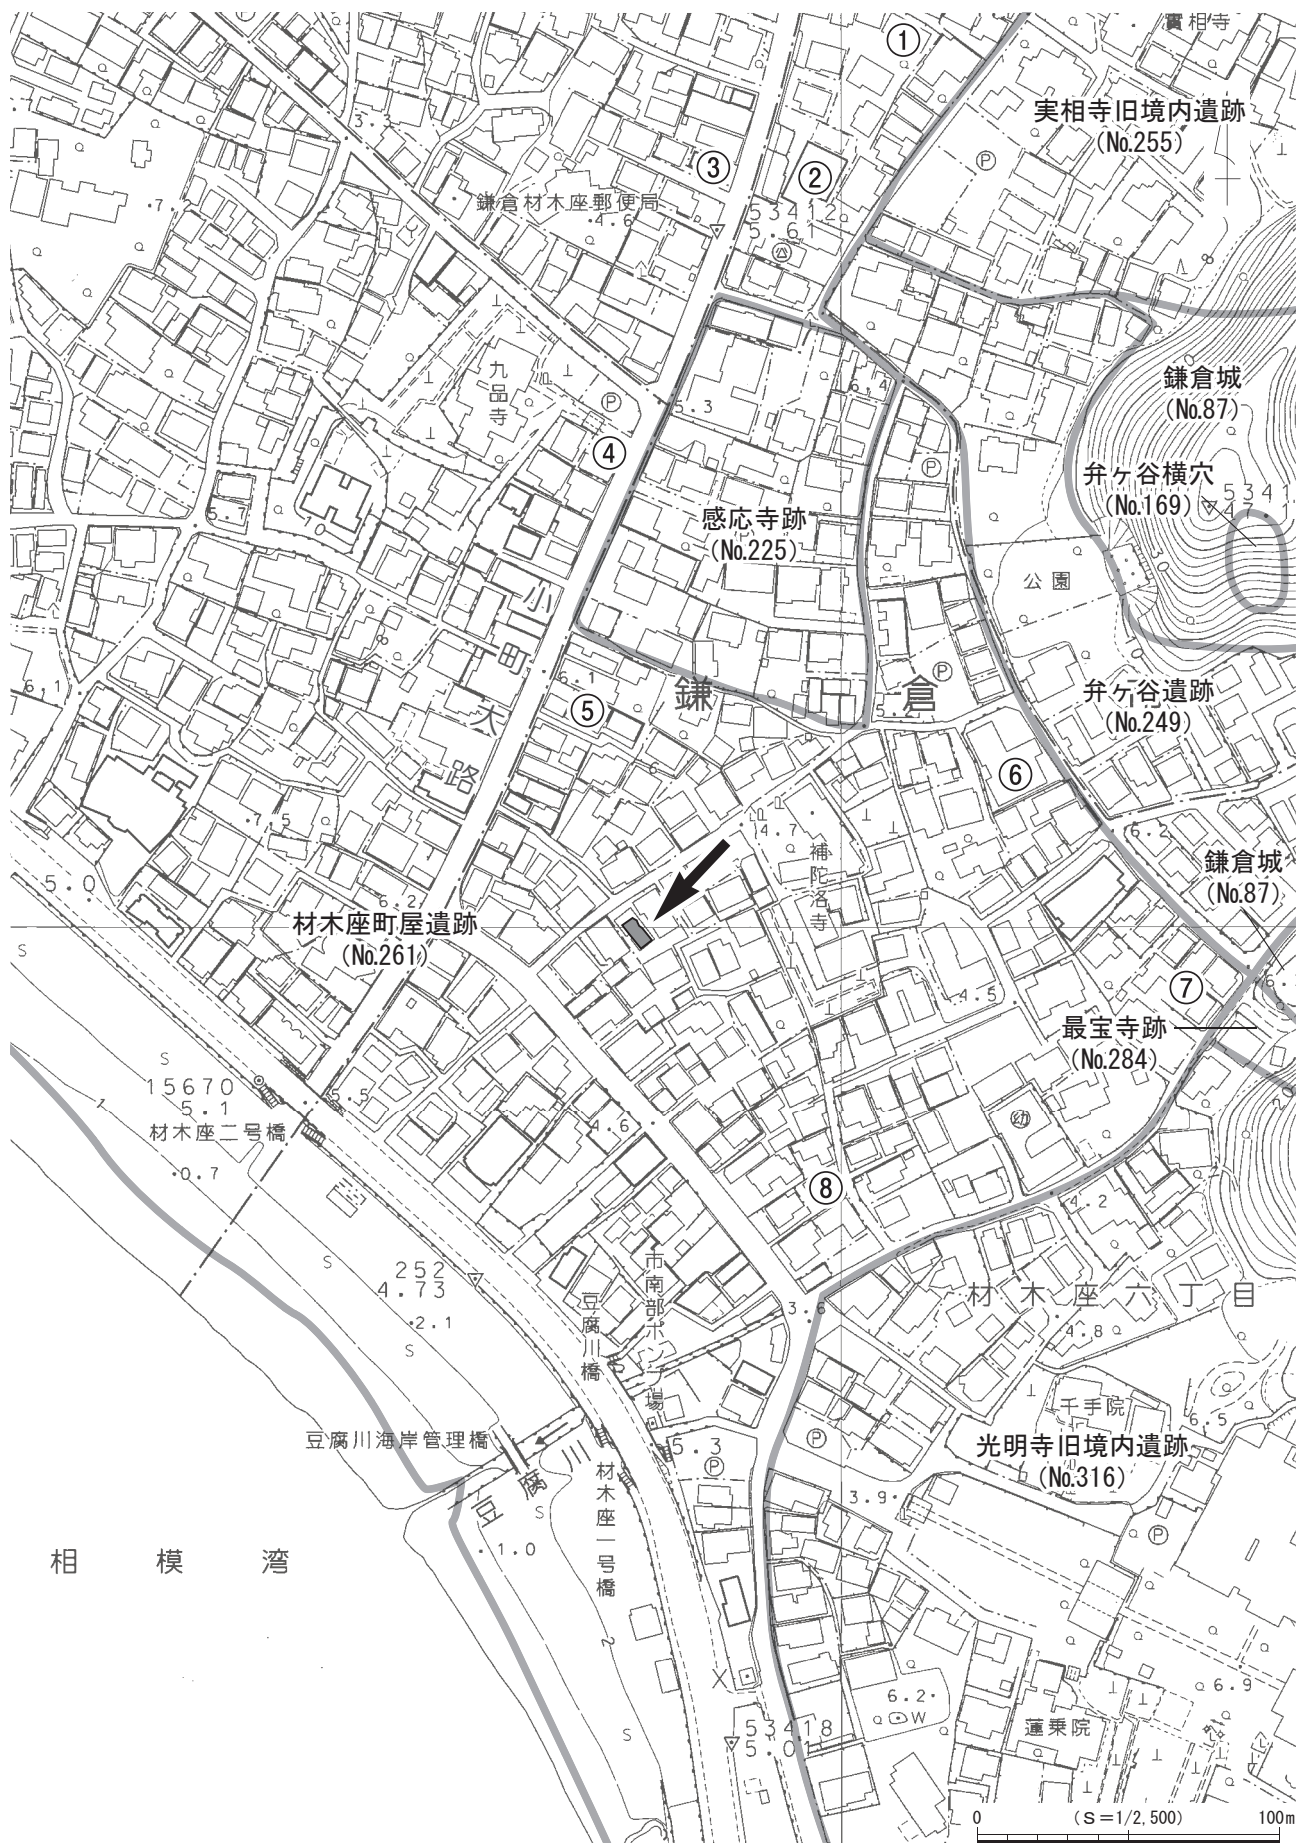 實相寺
①
実相寺旧境内遺跡
(No.255)
3.3
③
②
Ⓟ
.7.
鎌倉材木座郵便局
4.6
53412
5.61
鎌倉城
(No.87)
九品寺
Ⓟ
5.3
6.4
④
Ⓟ
弁ヶ谷横穴
(No.169)
5341
47.1
5.7
感応寺跡
(No.225)
公園
小町大路
6.1
6.1
⑤
鎌倉
Ⓟ
5.2
弁ヶ谷遺跡
(No.249)
⑥
7.5
4.7
補陀洛寺
6.2
5.0
6.2
鎌倉城
(No.87)
材木座町屋遺跡
(No.261)
⑦
4.5
最宝寺跡
(No.284)
15670
5.1
材木座二号橋
5.5
4.6
幼
0.7
⑧
4.2
252
4.73
2.1
市南部ポンプ場
豆腐川橋
3.6
材木座六丁目
4.8
千手院
6.5
豆腐川海岸管理橋
豆腐川
5.3
Ⓟ
Ⓟ
光明寺旧境内遺跡
(No.316)
材木座一号橋
3.9
Ⓟ
相模湾
1.0
6.2
W
6.9
53418
5.01
蓮乗院
0 (S=1/2,500) 100m